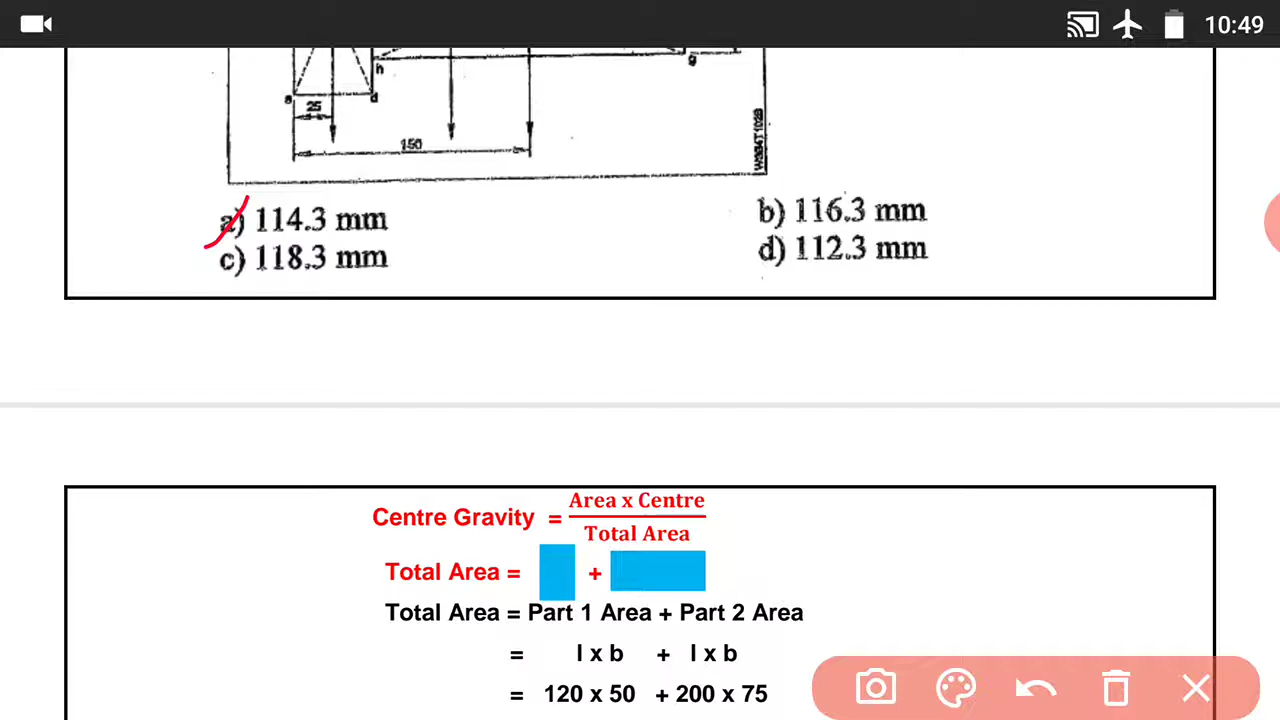 10:49
h
g
a
d
25
150
W3S4T1028
a) 114.3 mm
b) 116.3 mm
c) 118.3 mm
d) 112.3 mm
Centre Gravity = Area x Centre
Total Area
Total Area = +
Total Area = Part 1 Area + Part 2 Area
= l x b + l x b
= 120 x 50 + 200 x 75